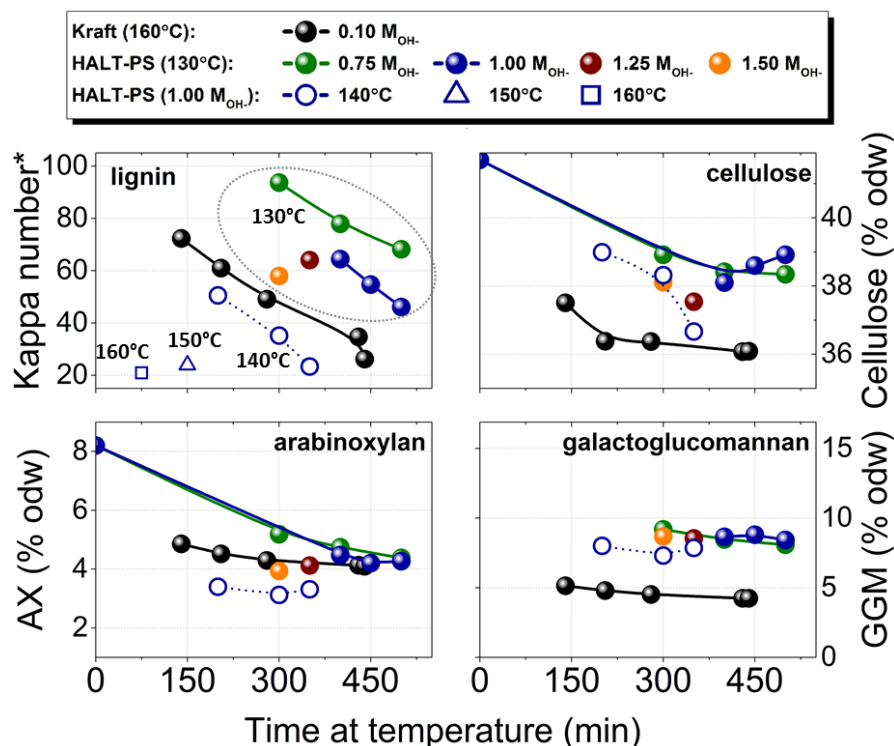 Kraft (160°C): 0.10 M_OH-
HALT-PS (130°C): 0.75 M_OH- 1.00 M_OH- 1.25 M_OH- 1.50 M_OH-
HALT-PS (1.00 M_OH-): 140°C 150°C 160°C
lignin
cellulose
Kappa number*
100
80
60
40
20
130°C
160°C
150°C
140°C
Cellulose (% odw)
40
38
36
arabinoxylan
galactoglucomannan
AX (% odw)
8
6
4
2
GGM (% odw)
15
10
5
0
0 150 300 450
0 150 300 450
Time at temperature (min)